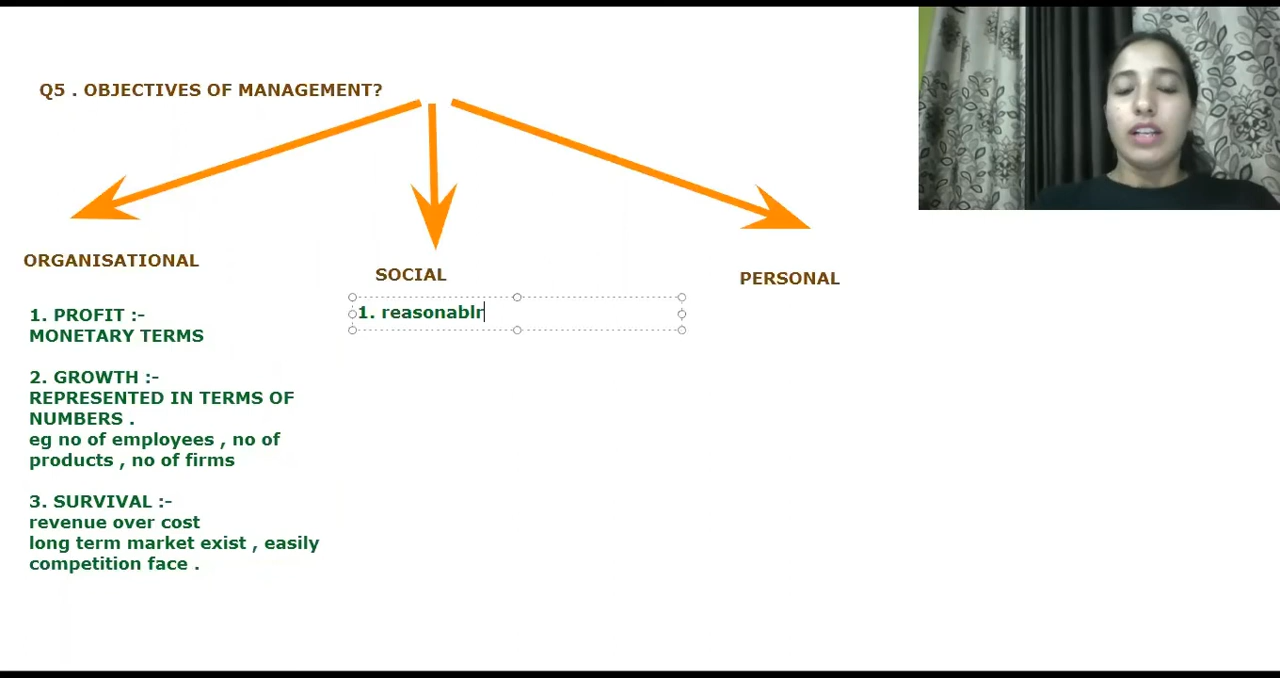 Q5 . OBJECTIVES OF MANAGEMENT?
ORGANISATIONAL
1. PROFIT :-
MONETARY TERMS
2. GROWTH :-
REPRESENTED IN TERMS OF
NUMBERS .
eg no of employees , no of
products , no of firms
3. SURVIVAL :-
revenue over cost
long term market exist , easily
competition face .
SOCIAL
1. reasonablr
PERSONAL